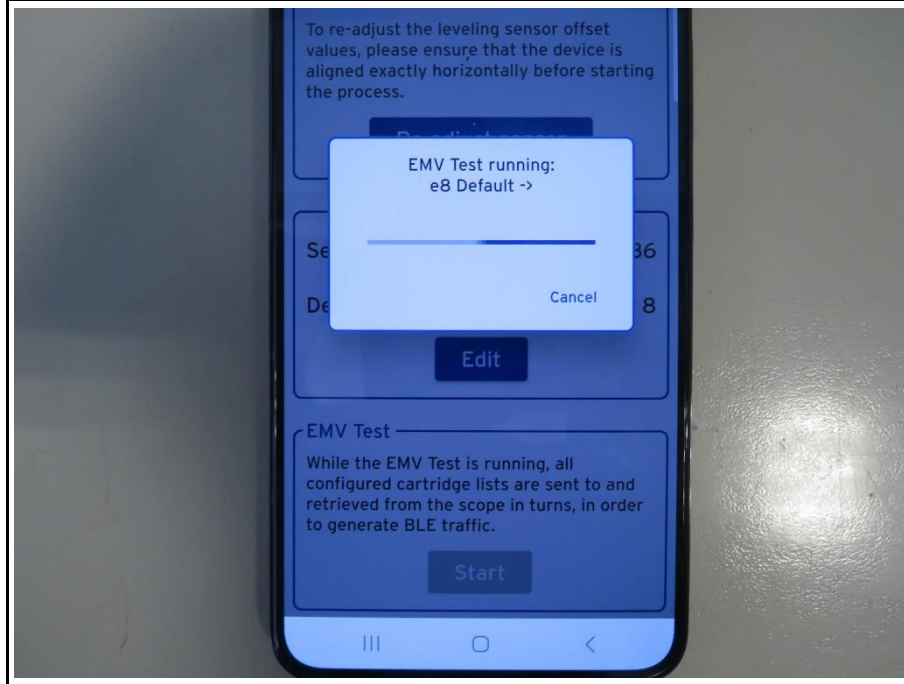 To re-adjust the leveling sensor offset
values, please ensure that the device is
aligned exactly horizontally before starting
the process.
EMV Test running:
e8 Default ->
Se
36
Cancel
De
8
Edit
EMV Test
While the EMV Test is running, all
configured cartridge lists are sent to and
retrieved from the scope in turns, in order
to generate BLE traffic.
Start